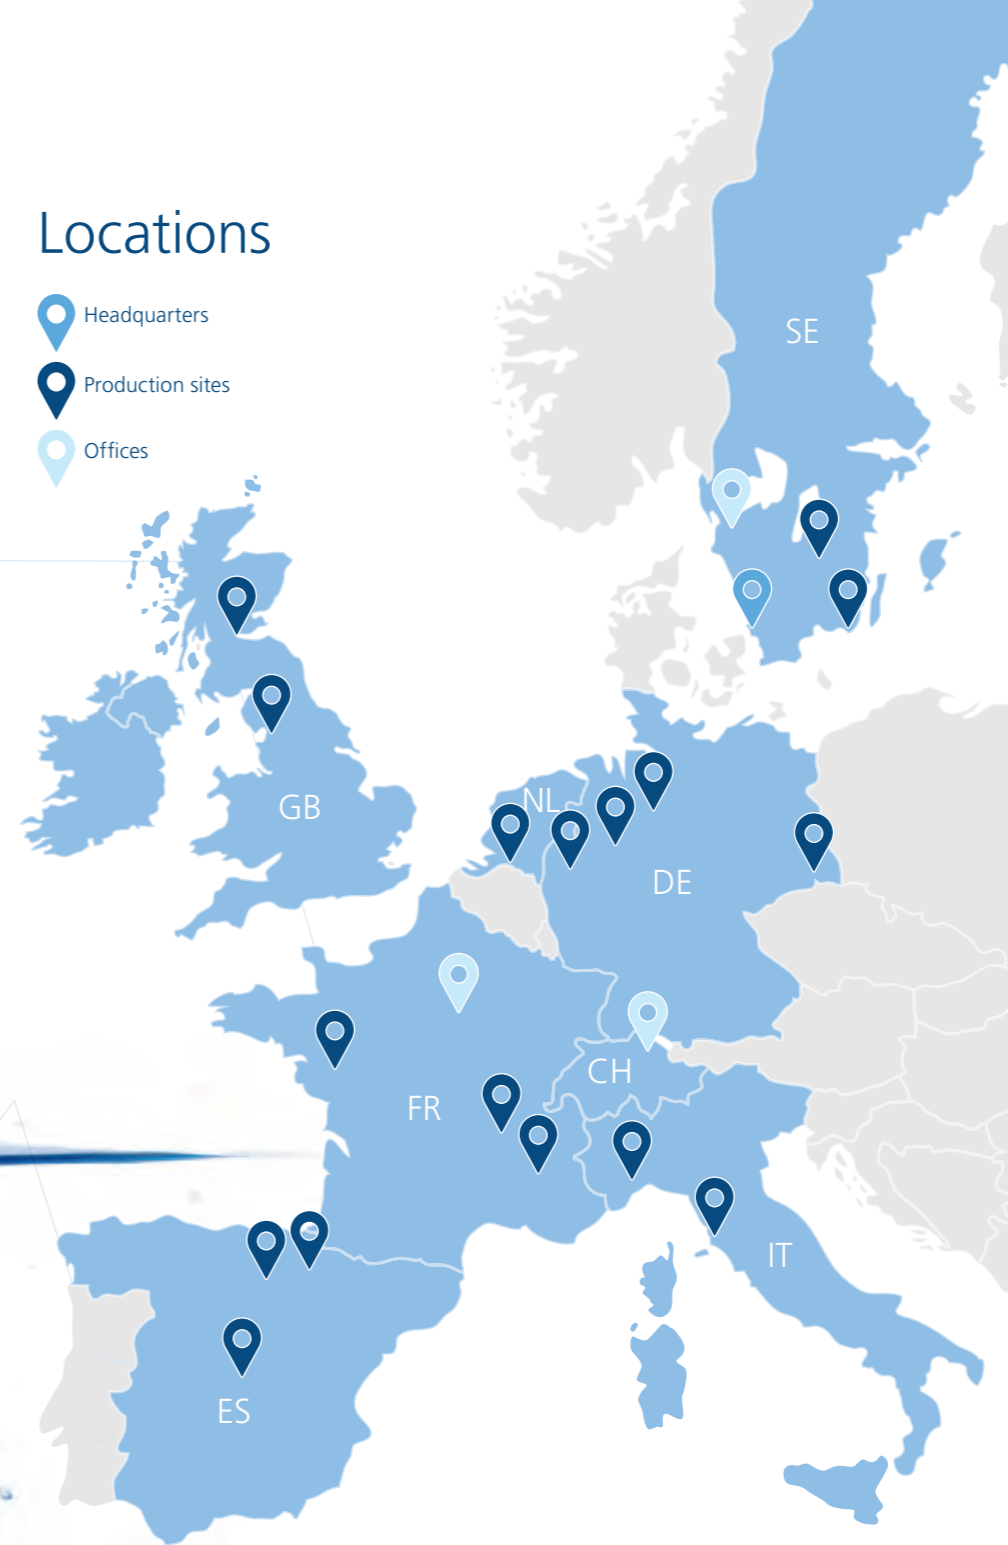 Locations
Headquarters
Production sites
Offices
SE
GB
NL
DE
CH
FR
IT
ES